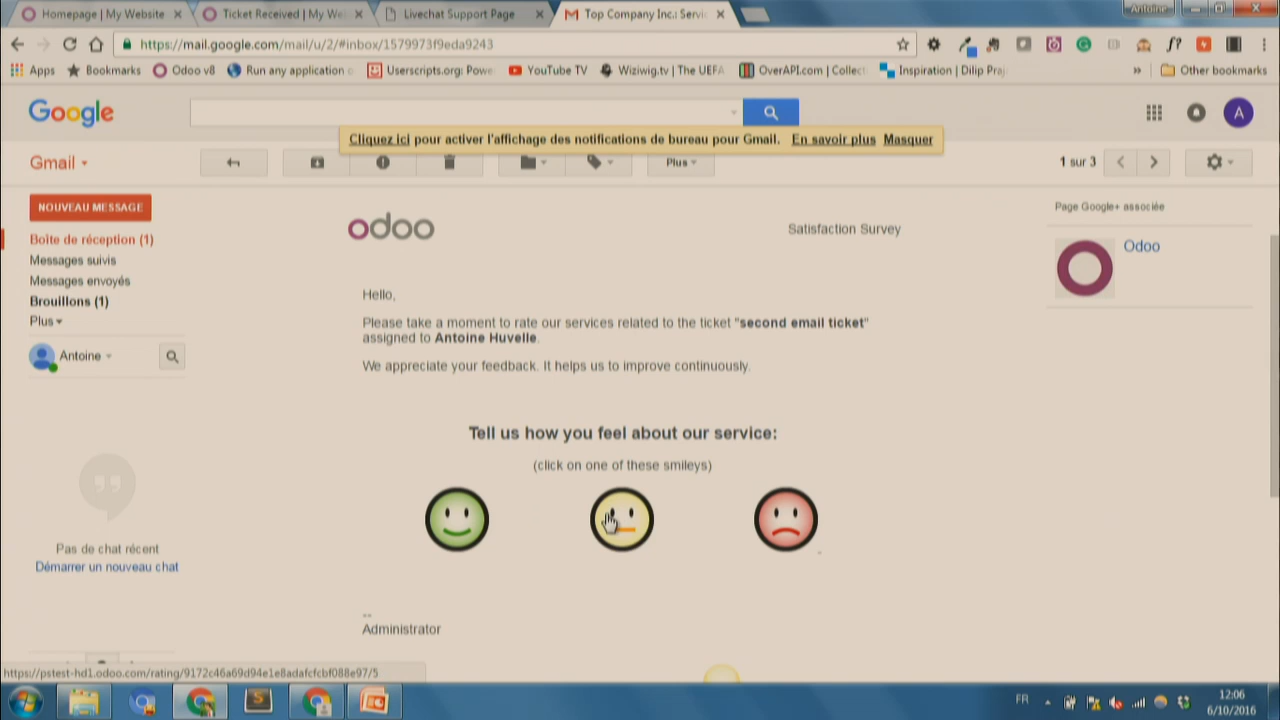 Homepage | My Website
Ticket Received | My We
Livechat Support Page
Top Company Inc.: Servi
Antoine
https://mail.google.com/mail/u/2/#inbox/1579973f9eda9243
Apps
Bookmarks
Odoo v8
Run any application o
Userscripts.org: Power
YouTube TV
Wiziwig.tv | The UEFA
OverAPI.com | Collect
Inspiration | Dilip Praj
»
Other bookmarks
Google
A
Cliquez ici pour activer l'affichage des notifications de bureau pour Gmail. En savoir plus Masquer
Gmail
Plus
1 sur 3
NOUVEAU MESSAGE
Boîte de réception (1)
Messages suivis
Messages envoyés
Brouillons (1)
Plus
Antoine
Pas de chat récent
Démarrer un nouveau chat
odoo
Satisfaction Survey
Hello,
Please take a moment to rate our services related to the ticket "second email ticket"
assigned to Antoine Huvelle.
We appreciate your feedback. It helps us to improve continuously.
Tell us how you feel about our service:
(click on one of these smileys)
--
Administrator
Page Google+ associée
Odoo
https://pstest-hd1.odoo.com/rating/9172c46a69d94e1e8adafcfcbf088e97/5
FR
12:06
6/10/2016